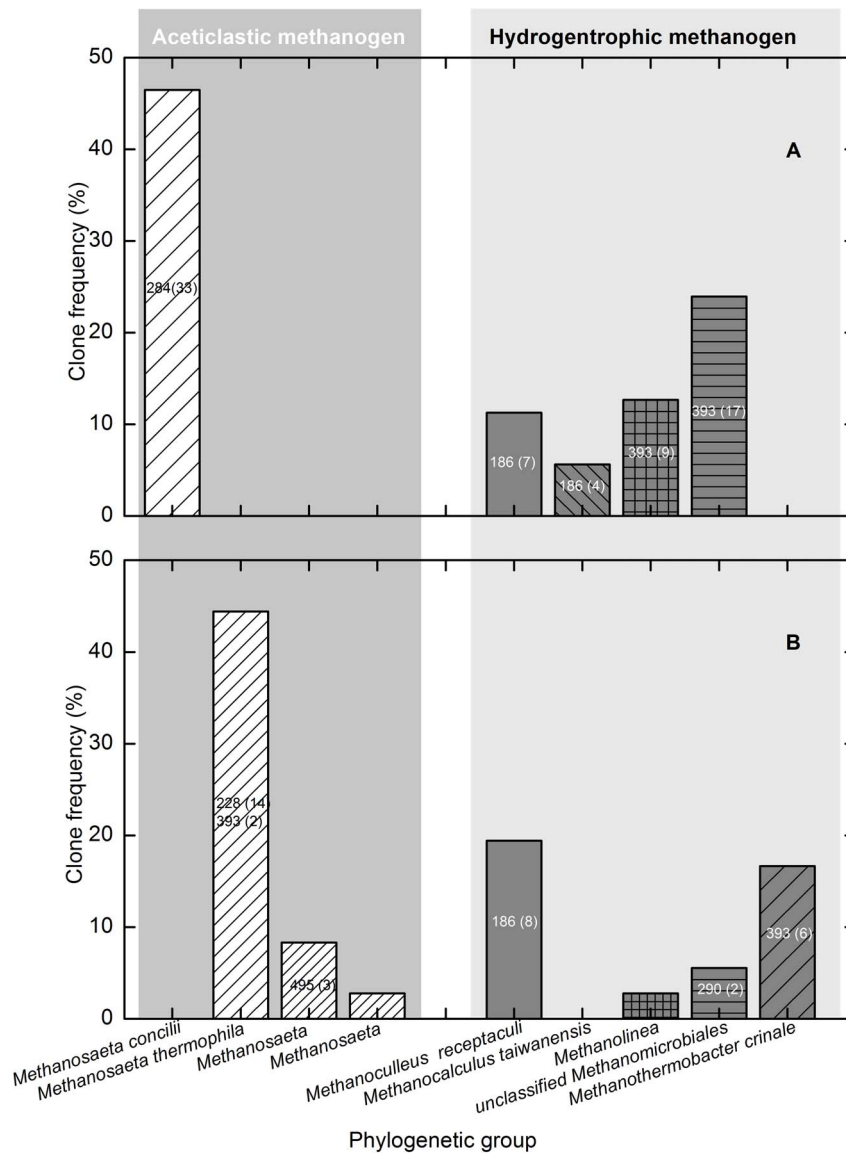 Aceticlastic methanogen
Hydrogentrophic methanogen
50
40
30
20
10
0
Clone frequency (%)
A
284(33)
186 (7)
186 (4)
393 (9)
393 (17)
50
40
30
20
10
0
Clone frequency (%)
B
228 (14)
393 (2)
495 (3)
186 (8)
290 (2)
393 (6)
Methanosaeta concilii
Methanosaeta thermophila
Methanosaeta
Methanosaeta
Methanoculleus receptaculi
Methanocalculus taiwanensis
Methanolinea
unclassified Methanomicrobiales
Methanothermobacter crinale
Phylogenetic group